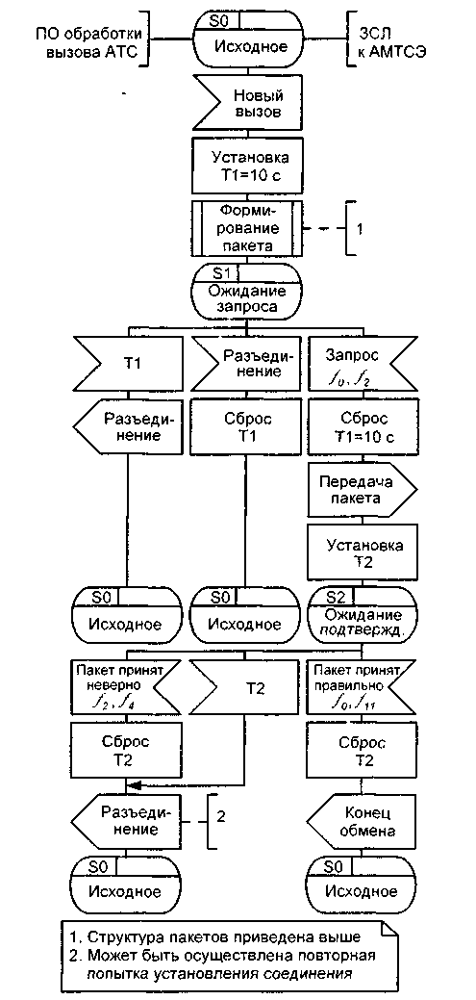 ПО обработки
вызова АТС
S0
Исходное
ЗСЛ
к АМТСЭ
Новый
вызов
Установка
T1=10 с
Форми-
рование
пакета
1
S1
Ожидание
запроса
T1
Разъединение
Запрос
f0, f2
Разъеди-
нение
Сброс
T1
Сброс
T1=10 с
Передача
пакета
Установка
T2
S0
Исходное
S0
Исходное
S2
Ожидание
подтвержд.
Пакет принят
неверно
f2, f4
T2
Пакет принят
правильно
f0, f11
Сброс
T2
Сброс
T2
Разъеди-
нение
2
Конец
обмена
S0
Исходное
S0
Исходное
1. Структура пакетов приведена выше
2. Может быть осуществлена повторная
попытка установления соединения